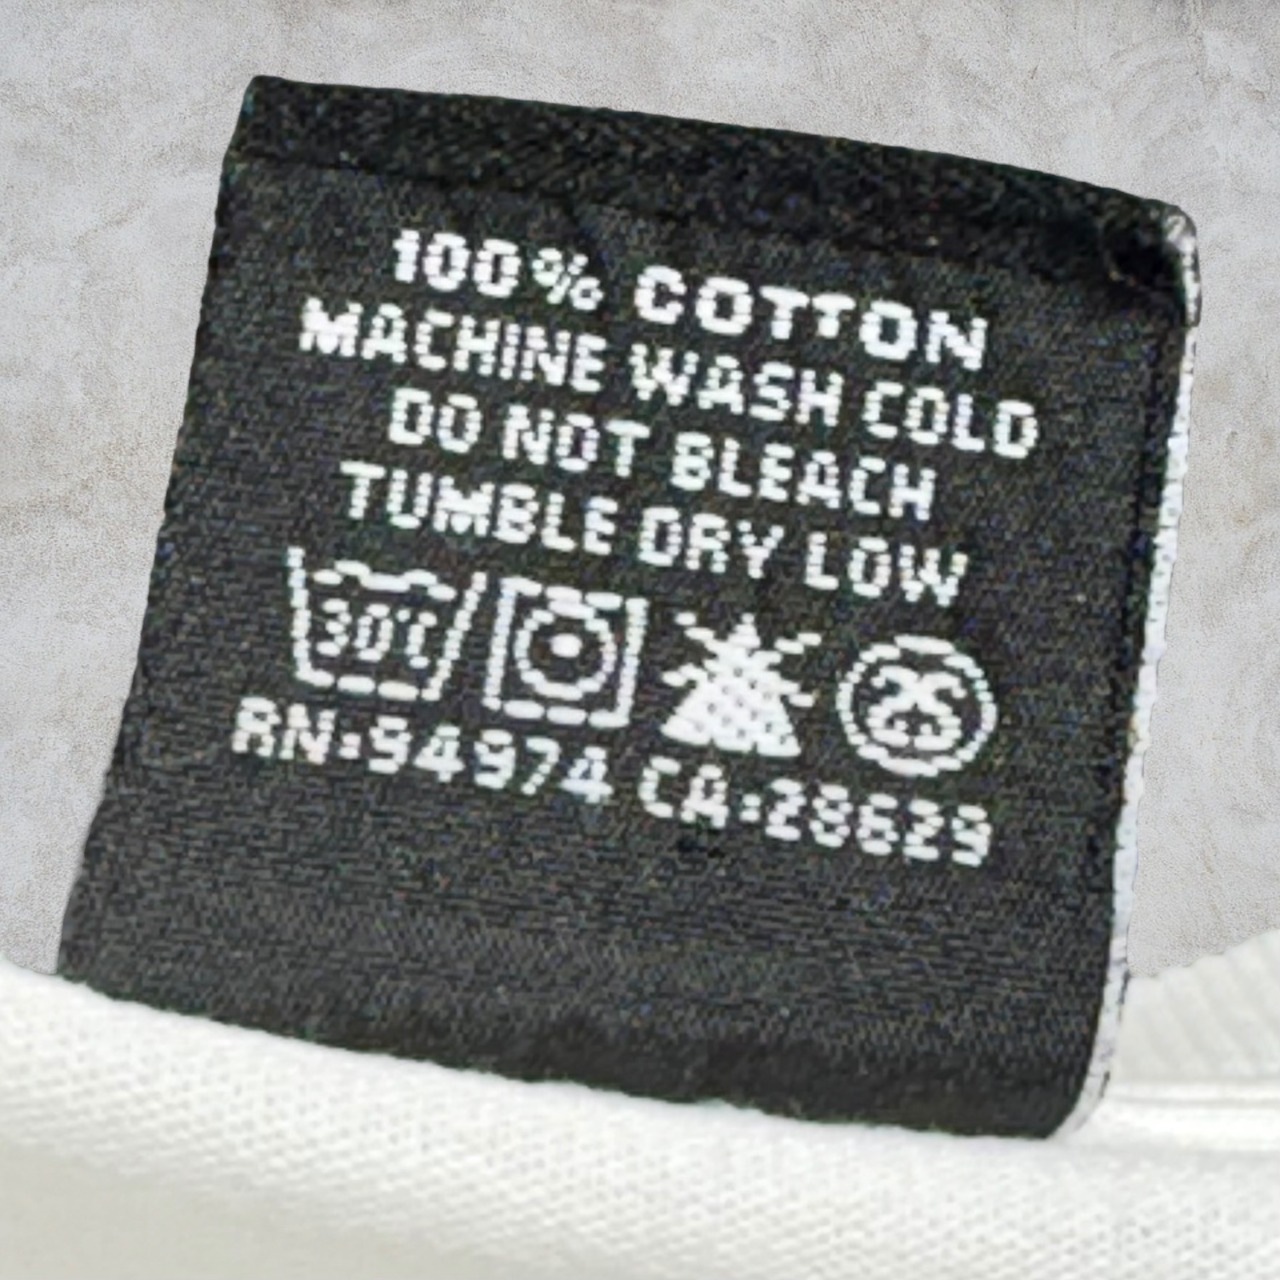 100% COTTON
MACHINE WASH COLD
DO NOT BLEACH
TUMBLE DRY LOW
30°C
RN:94974 CA:28629